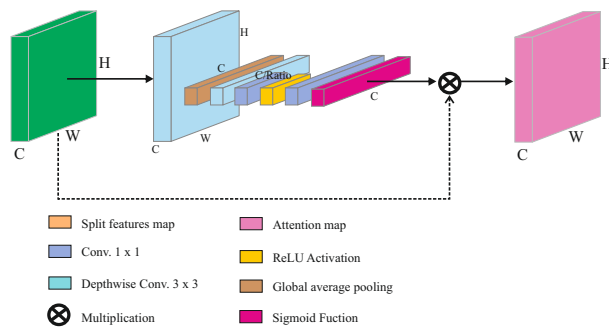 H
W
C
H
C
W
C
C/Ratio
C
H
W
C
Split features map
Conv. 1 x 1
Depthwise Conv. 3 x 3
Multiplication
Attention map
ReLU Activation
Global average pooling
Sigmoid Fuction